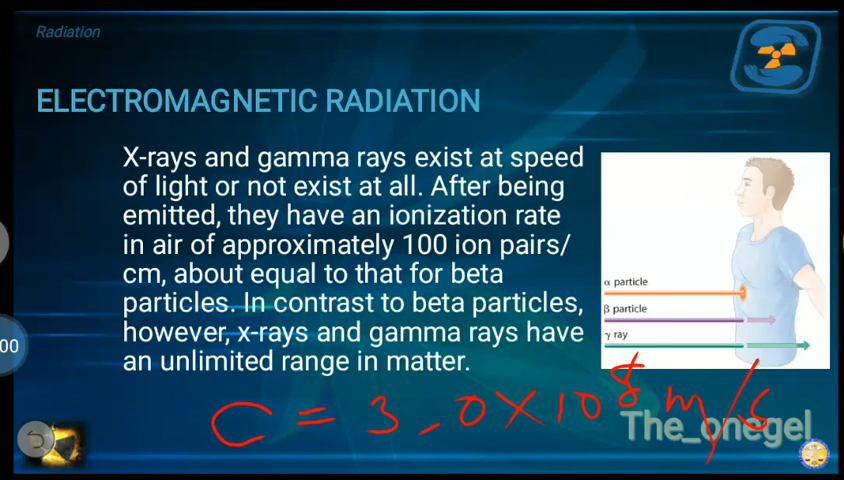 Radiation
ELECTROMAGNETIC RADIATION
X-rays and gamma rays exist at speed
of light or not exist at all. After being
emitted, they have an ionization rate
in air of approximately 100 ion pairs/
cm, about equal to that for beta
particles. In contrast to beta particles,
however, x-rays and gamma rays have
an unlimited range in matter.
α particle
β particle
γ ray
00
C = 3.0 × 10⁸ m/s
The_onegel